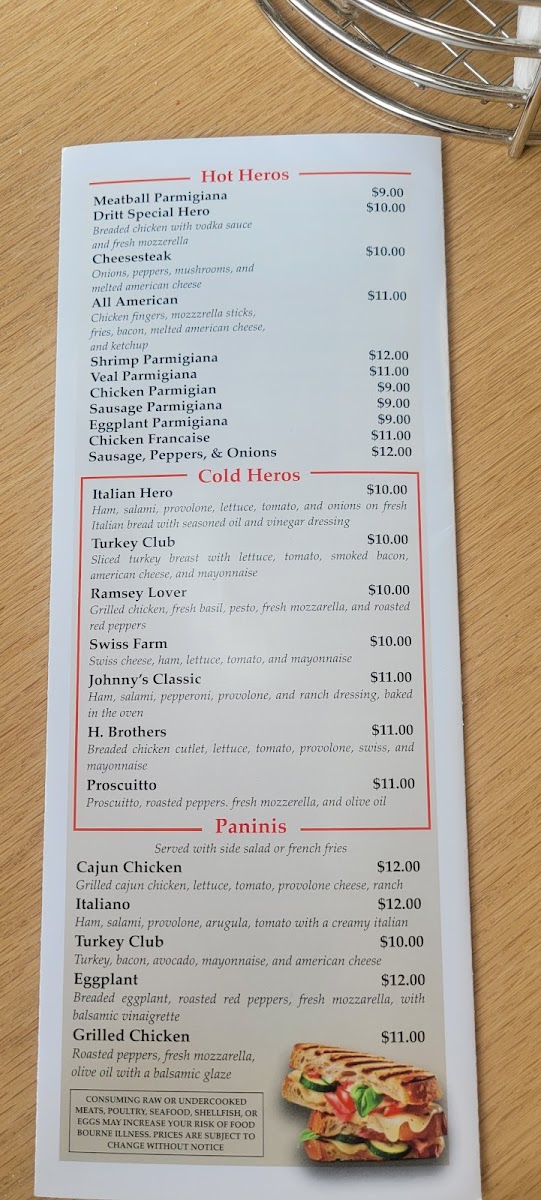 Hot Heros
Meatball Parmigiana $9.00
Dritt Special Hero $10.00
Breaded chicken with vodka sauce
and fresh mozzerella
Cheesesteak $10.00
Onions, peppers, mushrooms, and
melted american cheese
All American $11.00
Chicken fingers, mozzzrella sticks,
fries, bacon, melted american cheese,
and ketchup
Shrimp Parmigiana $12.00
Veal Parmigiana $11.00
Chicken Parmigian $9.00
Sausage Parmigiana $9.00
Eggplant Parmigiana $9.00
Chicken Francaise $11.00
Sausage, Peppers, & Onions $12.00
Cold Heros
Italian Hero $10.00
Ham, salami, provolone, lettuce, tomato, and onions on fresh
Italian bread with seasoned oil and vinegar dressing
Turkey Club $10.00
Sliced turkey breast with lettuce, tomato, smoked bacon,
american cheese, and mayonnaise
Ramsey Lover $10.00
Grilled chicken, fresh basil, pesto, fresh mozzarella, and roasted
red peppers
Swiss Farm $10.00
Swiss cheese, ham, lettuce, tomato, and mayonnaise
Johnny's Classic $11.00
Ham, salami, pepperoni, provolone, and ranch dressing, baked
in the oven
H. Brothers $11.00
Breaded chicken cutlet, lettuce, tomato, provolone, swiss, and
mayonnaise
Proscuitto $11.00
Proscuitto, roasted peppers. fresh mozzerella, and olive oil
Paninis
Served with side salad or french fries
Cajun Chicken $12.00
Grilled cajun chicken, lettuce, tomato, provolone cheese, ranch
Italiano $12.00
Ham, salami, provolone, arugula, tomato with a creamy italian
Turkey Club $10.00
Turkey, bacon, avocado, mayonnaise, and american cheese
Eggplant $12.00
Breaded eggplant, roasted red peppers, fresh mozzarella, with
balsamic vinaigrette
Grilled Chicken $11.00
Roasted peppers, fresh mozzarella,
olive oil with a balsamic glaze
CONSUMING RAW OR UNDERCOOKED
MEATS, POULTRY, SEAFOOD, SHELLFISH, OR
EGGS MAY INCREASE YOUR RISK OF FOOD
BOURNE ILLNESS. PRICES ARE SUBJECT TO
CHANGE WITHOUT NOTICE